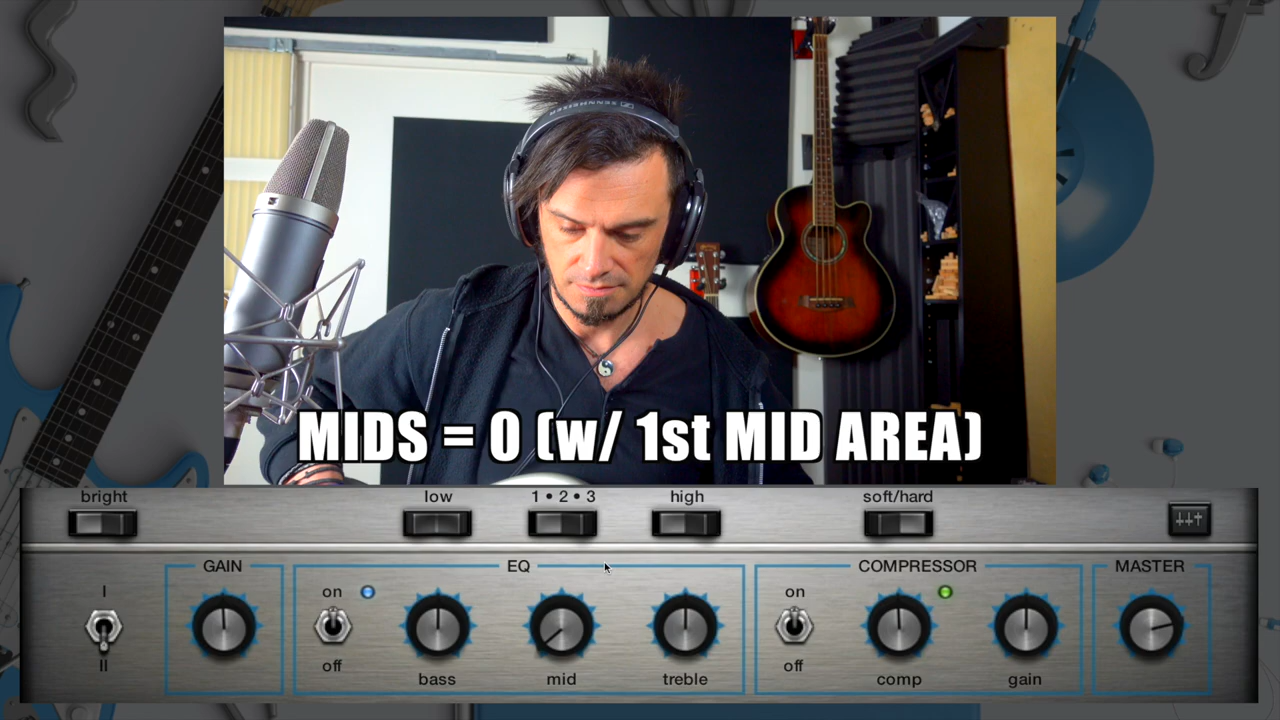 SENNHEISER
MIDS = 0 (w/ 1st MID AREA)
bright
low
1 • 2 • 3
high
soft/hard
GAIN
EQ
COMPRESSOR
MASTER
I
on
on
II
off
off
bass
mid
treble
comp
gain